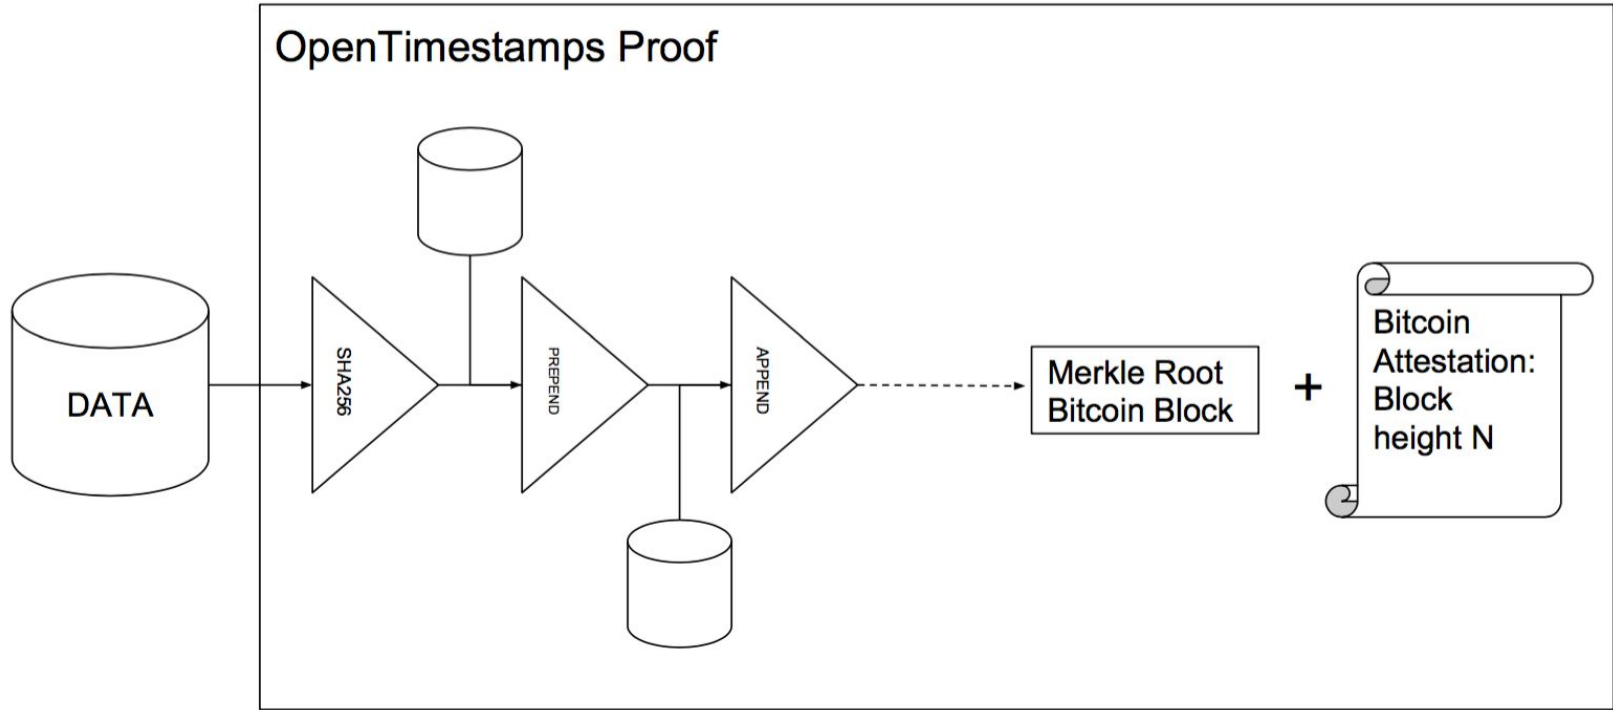 OpenTimestamps Proof
DATA
SHA256
PREPEND
APPEND
Merkle Root
Bitcoin Block
+
Bitcoin
Attestation:
Block
height N